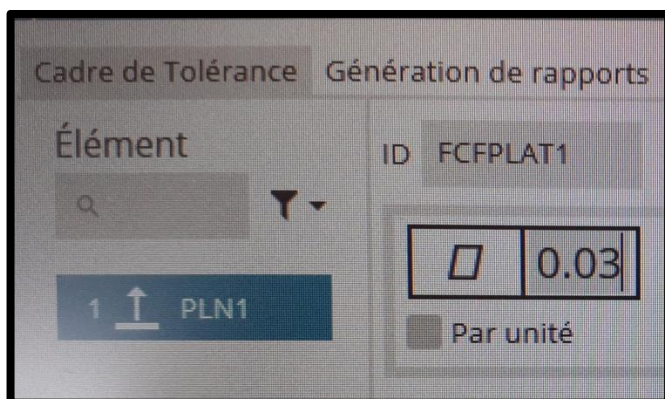 Cadre de Tolérance Génération de rapports
Élément
ID FCFPLAT1
0.03
1 PLN1
Par unité